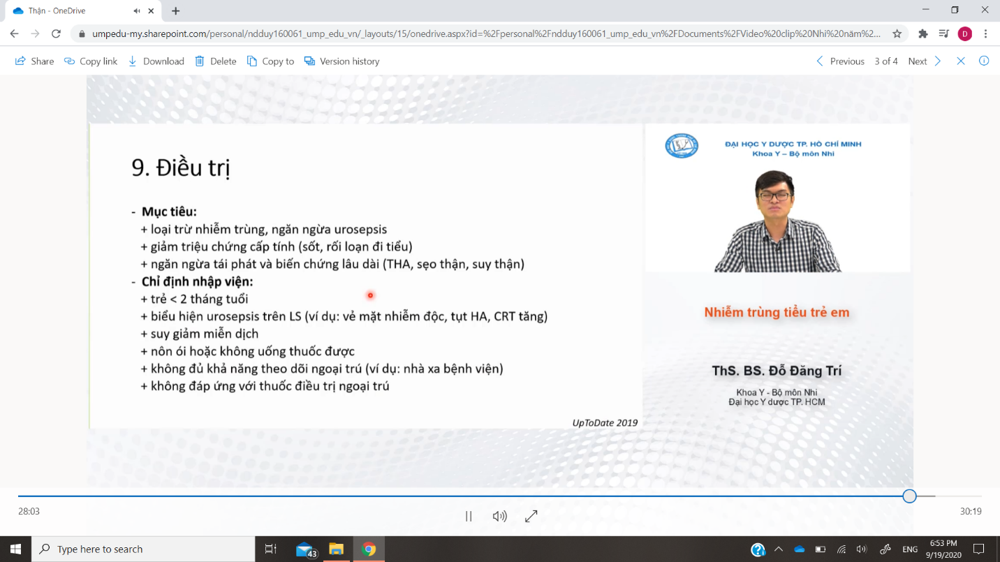 Thận - OneDrive
umpedu-my.sharepoint.com/personal/ndduy160061_ump_edu_vn/_layouts/15/onedrive.aspx?id=%2Fpersonal%2Fndduy160061_ump_edu_vn%2FDocuments%2FVideo%20clip%20Nhi%20năm%2...
D
Share Copy link Download Delete Copy to Version history Previous 3 of 4 Next
9. Điều trị
- Mục tiêu:
+ loại trừ nhiễm trùng, ngăn ngừa urosepsis
+ giảm triệu chứng cấp tính (sốt, rối loạn đi tiểu)
+ ngăn ngừa tái phát và biến chứng lâu dài (THA, sẹo thận, suy thận)
- Chỉ định nhập viện:
+ trẻ < 2 tháng tuổi
+ biểu hiện urosepsis trên LS (ví dụ: vẻ mặt nhiễm độc, tụt HA, CRT tăng)
+ suy giảm miễn dịch
+ nôn ói hoặc không uống thuốc được
+ không đủ khả năng theo dõi ngoại trú (ví dụ: nhà xa bệnh viện)
+ không đáp ứng với thuốc điều trị ngoại trú
UpToDate 2019
ĐẠI HỌC Y DƯỢC TP. HỒ CHÍ MINH
Khoa Y – Bộ môn Nhi
Nhiễm trùng tiểu trẻ em
ThS. BS. Đỗ Đăng Trí
Khoa Y - Bộ môn Nhi
Đại học Y dược TP. HCM
28:03
30:19
Type here to search
43
ENG
6:53 PM
9/19/2020